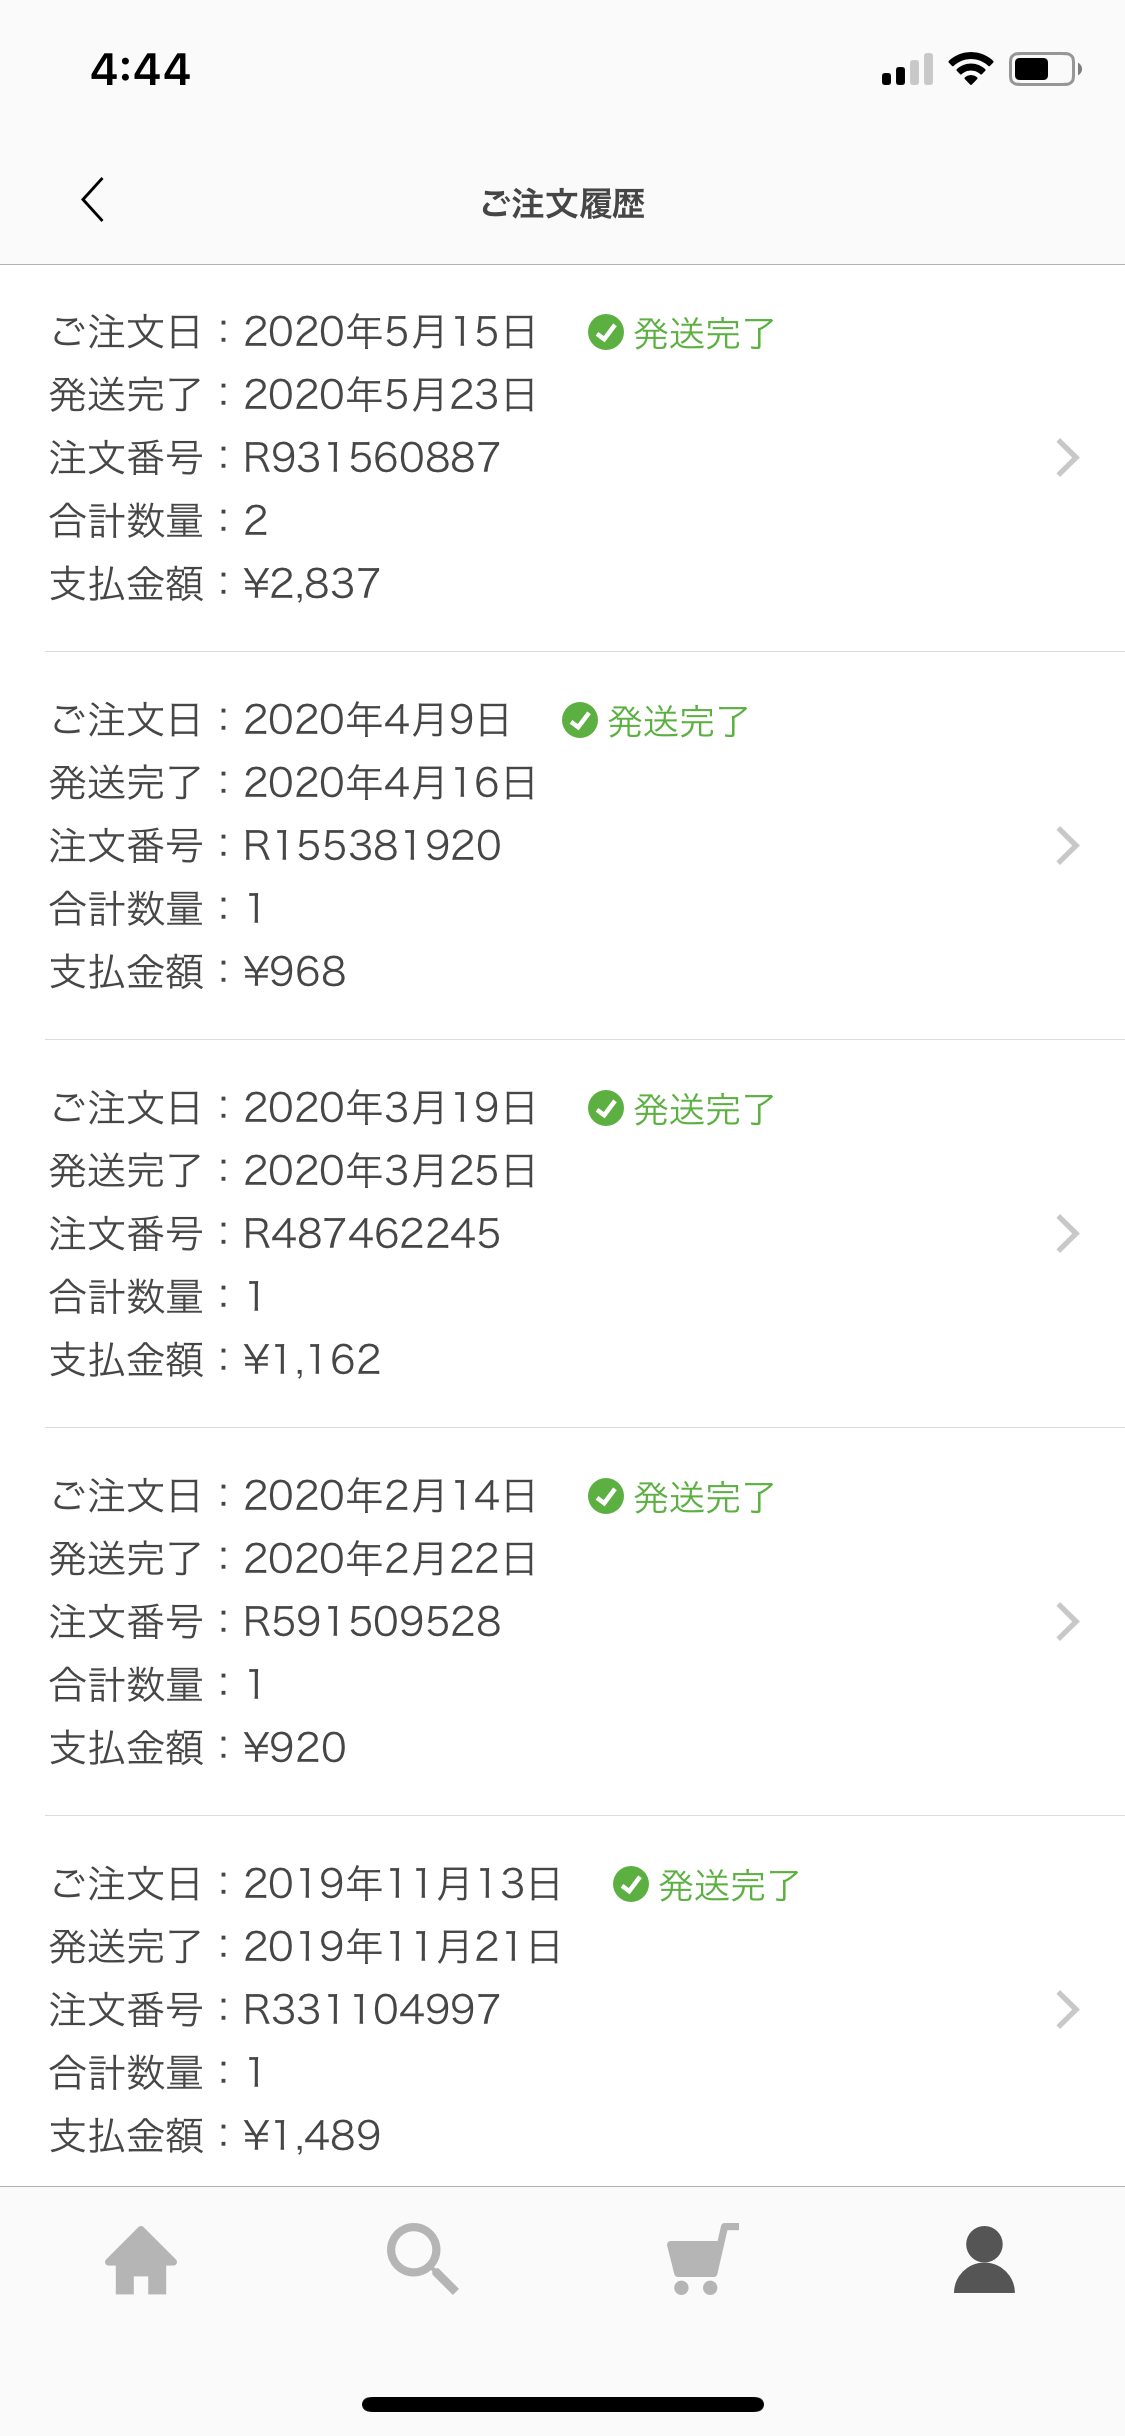 4:44
ご注文履歴
ご注文日：2020年5月15日 発送完了
発送完了：2020年5月23日
注文番号：R931560887
合計数量：2
支払金額：¥2,837
ご注文日：2020年4月9日 発送完了
発送完了：2020年4月16日
注文番号：R155381920
合計数量：1
支払金額：¥968
ご注文日：2020年3月19日 発送完了
発送完了：2020年3月25日
注文番号：R487462245
合計数量：1
支払金額：¥1,162
ご注文日：2020年2月14日 発送完了
発送完了：2020年2月22日
注文番号：R591509528
合計数量：1
支払金額：¥920
ご注文日：2019年11月13日 発送完了
発送完了：2019年11月21日
注文番号：R331104997
合計数量：1
支払金額：¥1,489